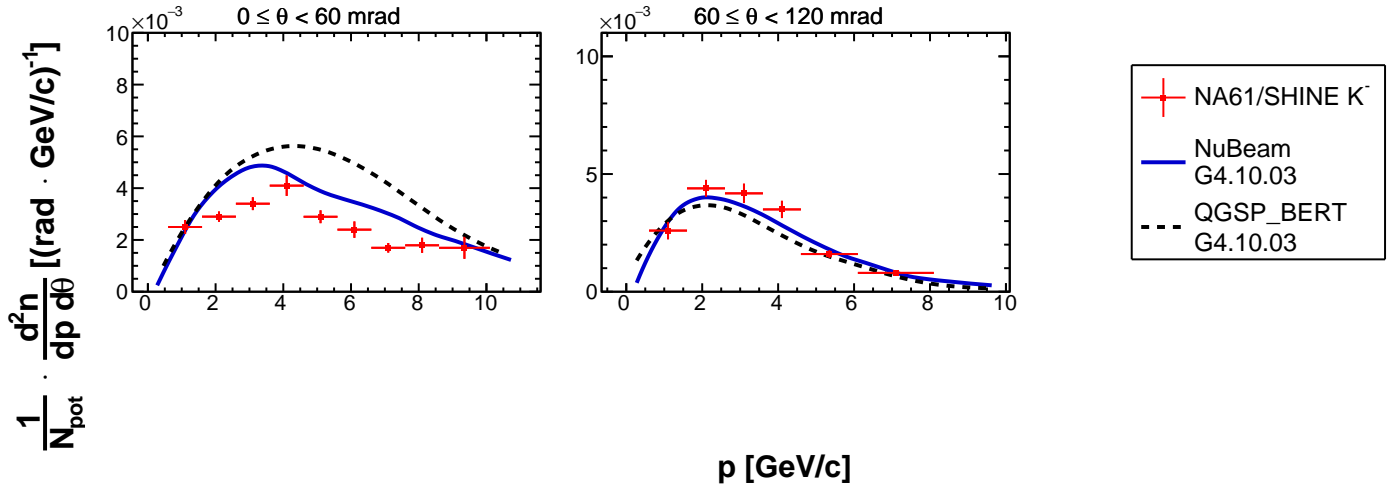 ×10⁻³
0 ≤ θ < 60 mrad
10
8
6
4
2
0
0 2 4 6 8 10
×10⁻³
60 ≤ θ < 120 mrad
10
5
0
0 2 4 6 8 10
NA61/SHINE K⁻
NuBeam
G4.10.03
QGSP_BERT
G4.10.03
1/N_pot · d²n/dp dθ [(rad · GeV/c)⁻¹]
p [GeV/c]